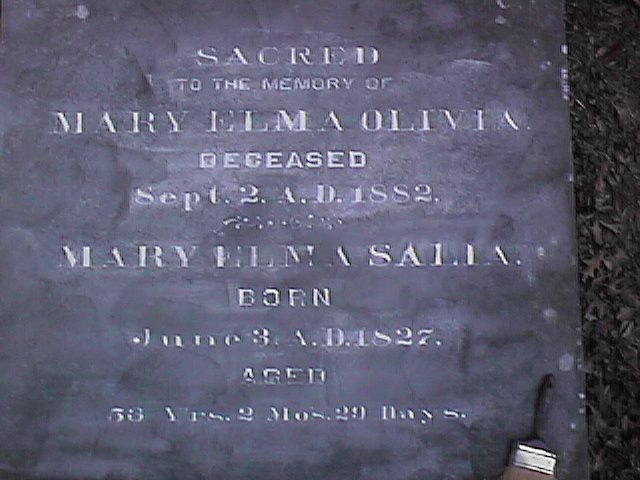 SACRED
TO THE MEMORY OF
MARY ELMA OLIVIA.
DECEASED
Sept. 2. A.D. 1882.
MARY ELMA SALIA.
BORN
June 3. A.D. 1827.
AGED
Yrs. 2 Mos. 29 Days.